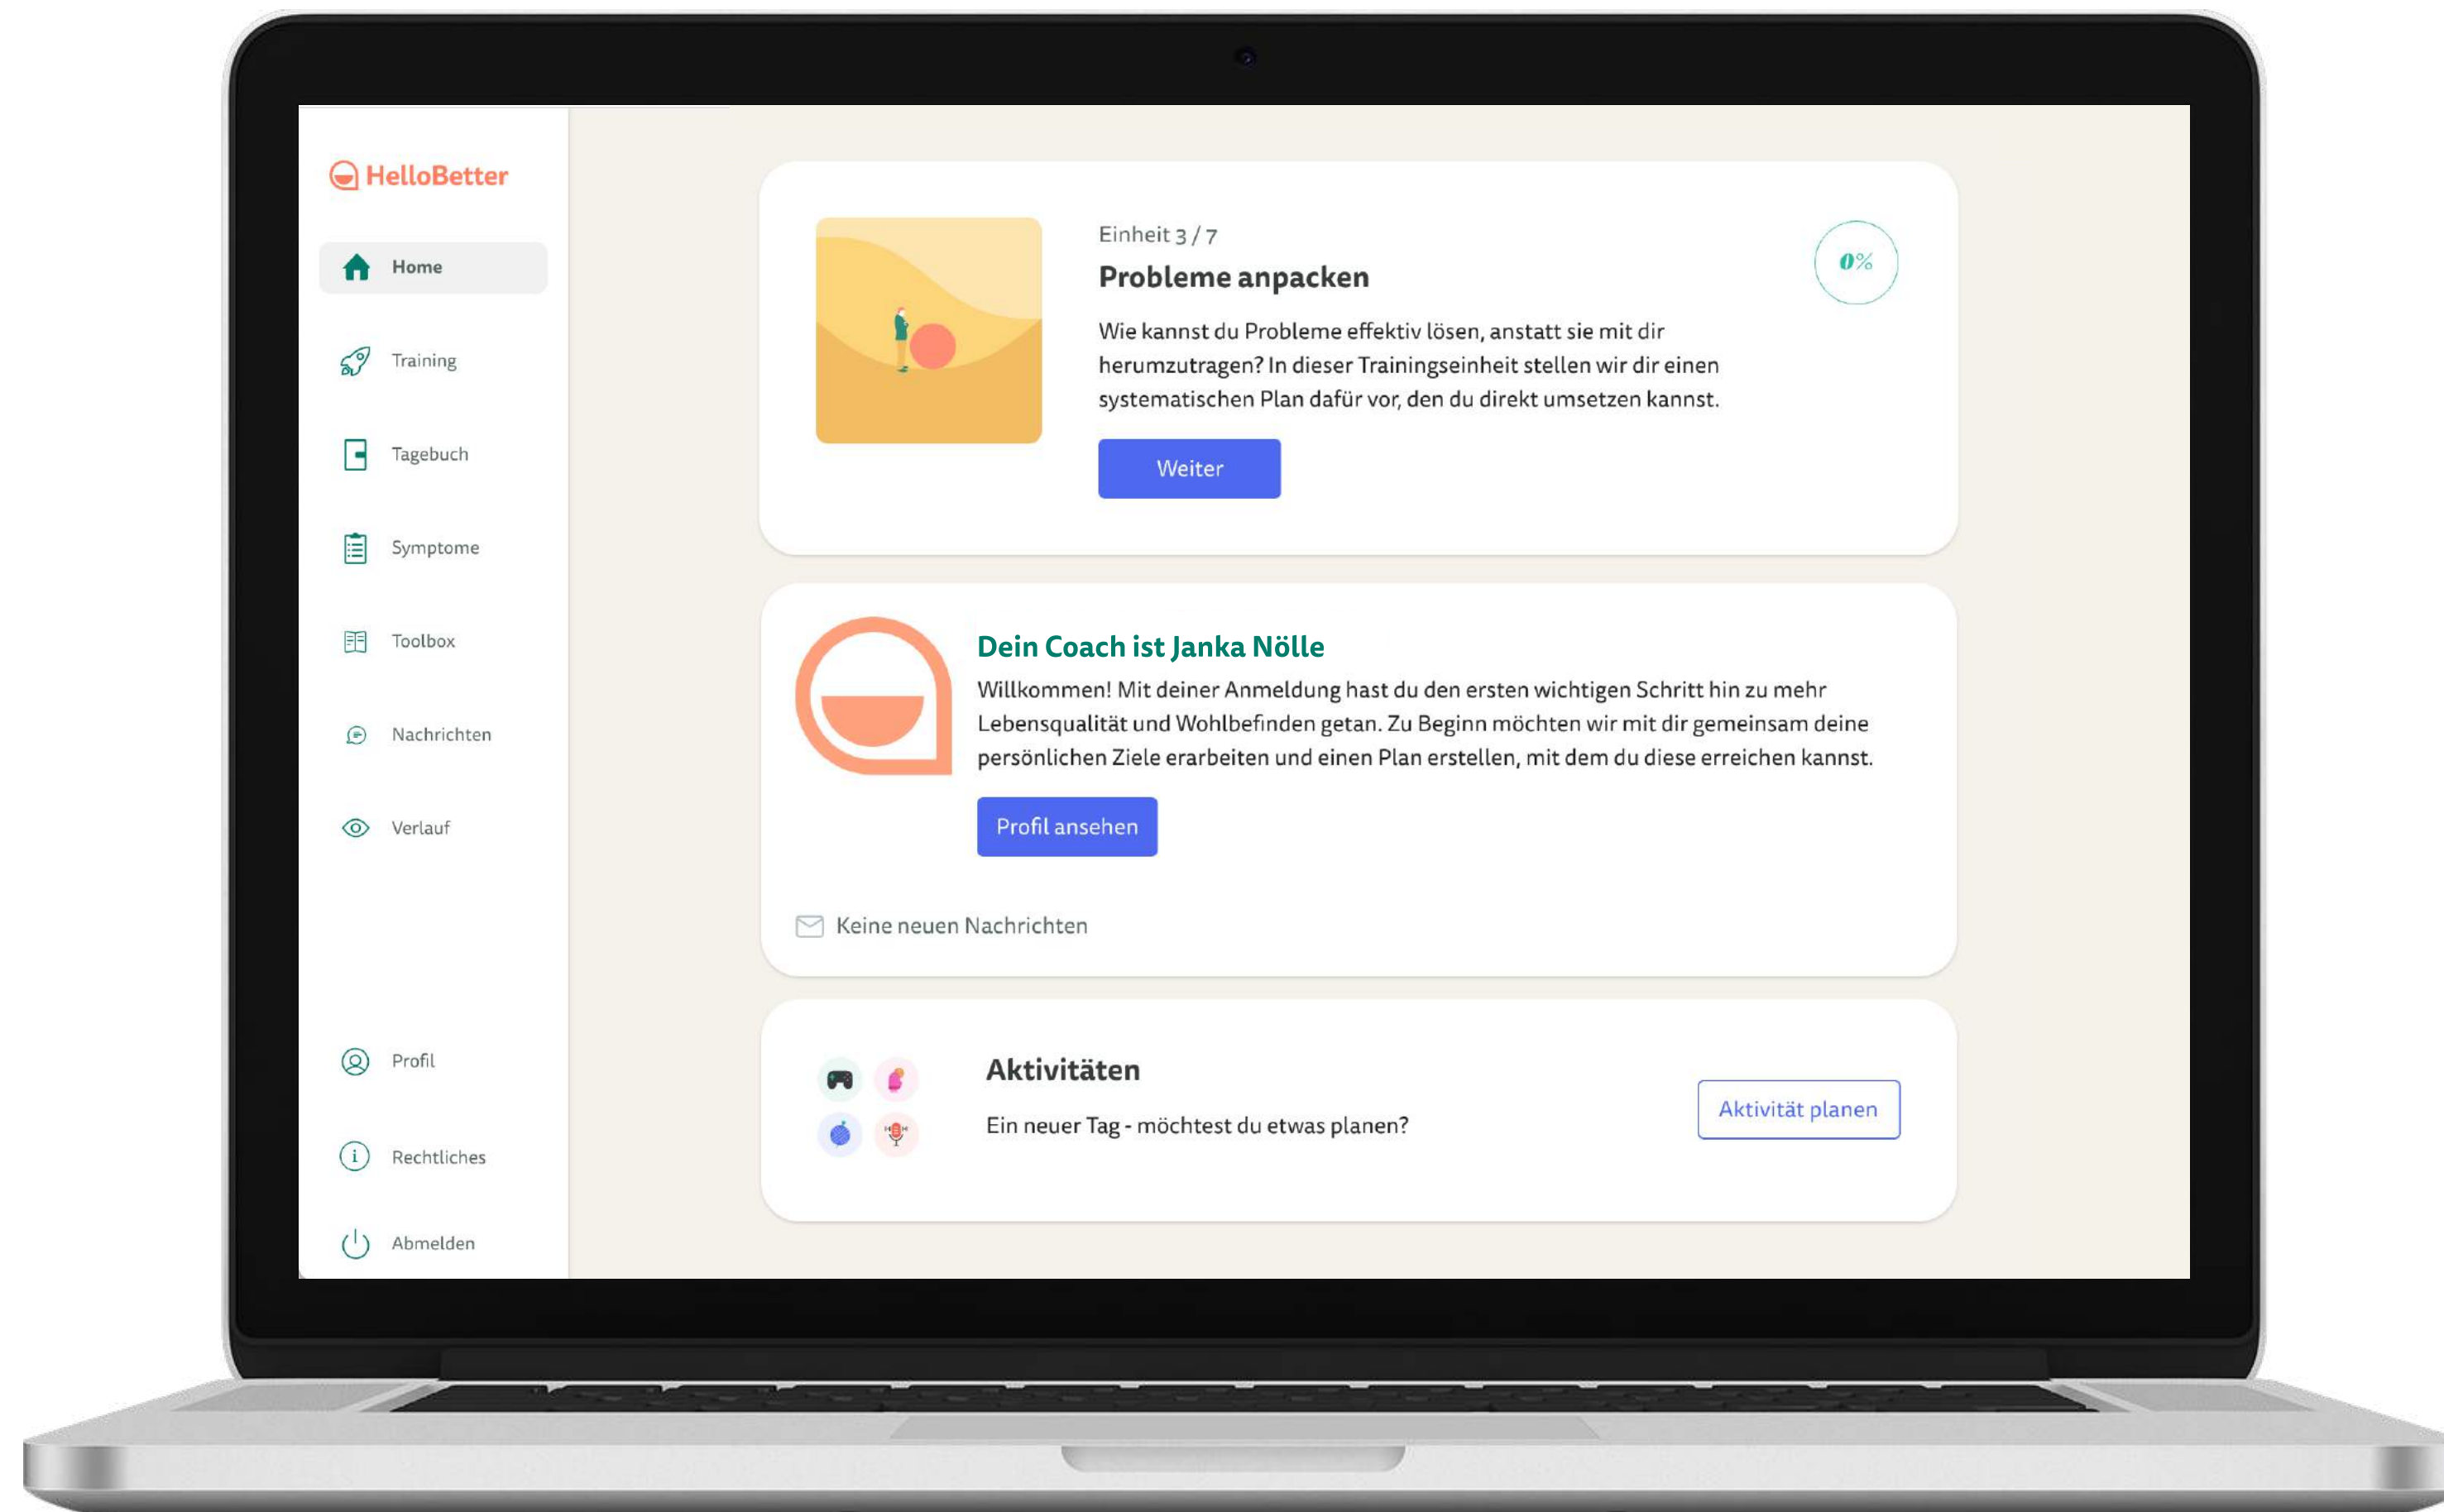 HelloBetter
Home
Training
Tagebuch
Symptome
Toolbox
Nachrichten
Verlauf
Profil
Rechtliches
Abmelden
Einheit 3 / 7
Probleme anpacken
Wie kannst du Probleme effektiv lösen, anstatt sie mit dir
herumzutragen? In dieser Trainingseinheit stellen wir dir einen
systematischen Plan dafür vor, den du direkt umsetzen kannst.
Weiter
0%
Dein Coach ist Janka Nölle
Willkommen! Mit deiner Anmeldung hast du den ersten wichtigen Schritt hin zu mehr
Lebensqualität und Wohlbefinden getan. Zu Beginn möchten wir mit dir gemeinsam deine
persönlichen Ziele erarbeiten und einen Plan erstellen, mit dem du diese erreichen kannst.
Profil ansehen
Keine neuen Nachrichten
Aktivitäten
Ein neuer Tag - möchtest du etwas planen?
Aktivität planen